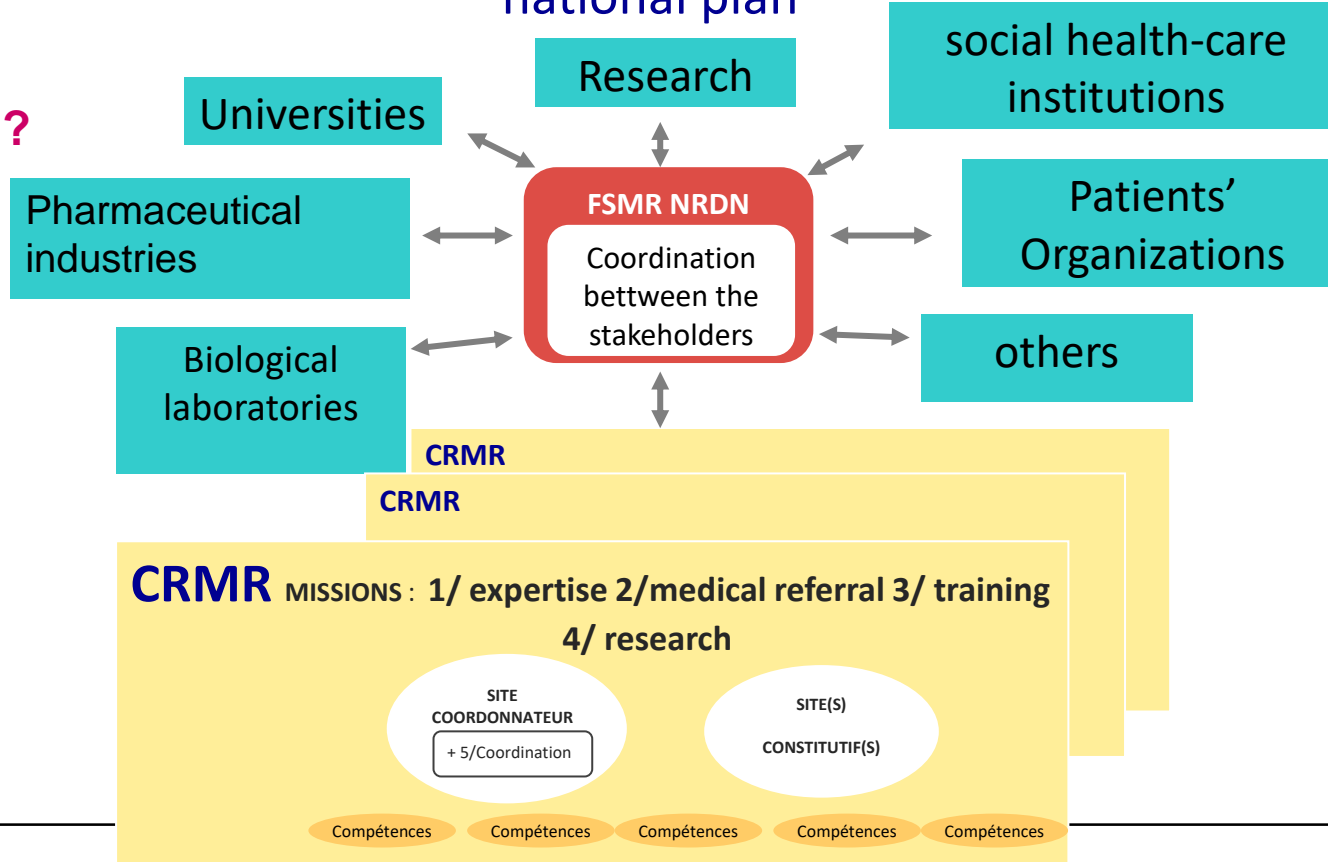 national plan
social health-care
institutions
Research
Universities
?
Pharmaceutical
industries
FSMR NRDN
Coordination
bettween the
stakeholders
Patients’
Organizations
Biological
laboratories
others
CRMR
CRMR
CRMR MISSIONS : 1/ expertise 2/medical referral 3/ training
4/ research
SITE
COORDONNATEUR
+ 5/Coordination
SITE(S)
CONSTITUTIF(S)
Compétences
Compétences
Compétences
Compétences
Compétences